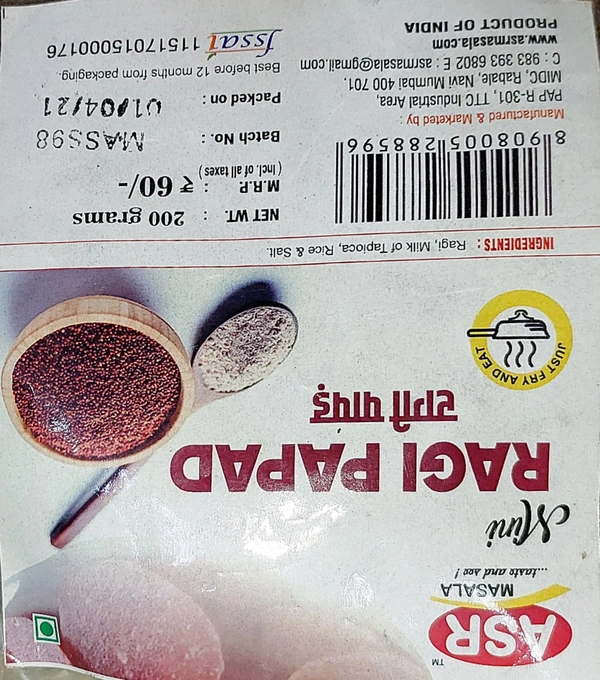 ASR
TM
MASALA
...taste and see !
Mini
RAGI PAPAD
रागी पापड़
JUST FRY AND EAT
INGREDIENTS : Ragi, Milk of Tapioca, Rice & Salt.
8 908005 288596
Manufactured & Marketed by :
PAP R-301, TTC Industrial Area,
MIDC, Rabale, Navi Mumbai 400 701.
C : 983 393 6802 E : asrmasala@gmail.com
www.asrmasala.com
PRODUCT OF INDIA
NET WT. : 200 grams
M.R.P. : ₹ 60/-
( Incl. of all taxes )
Batch No. : MASS98
Packed on : 01/04/21
Best before 12 months from packaging.
fssai 11517015000176